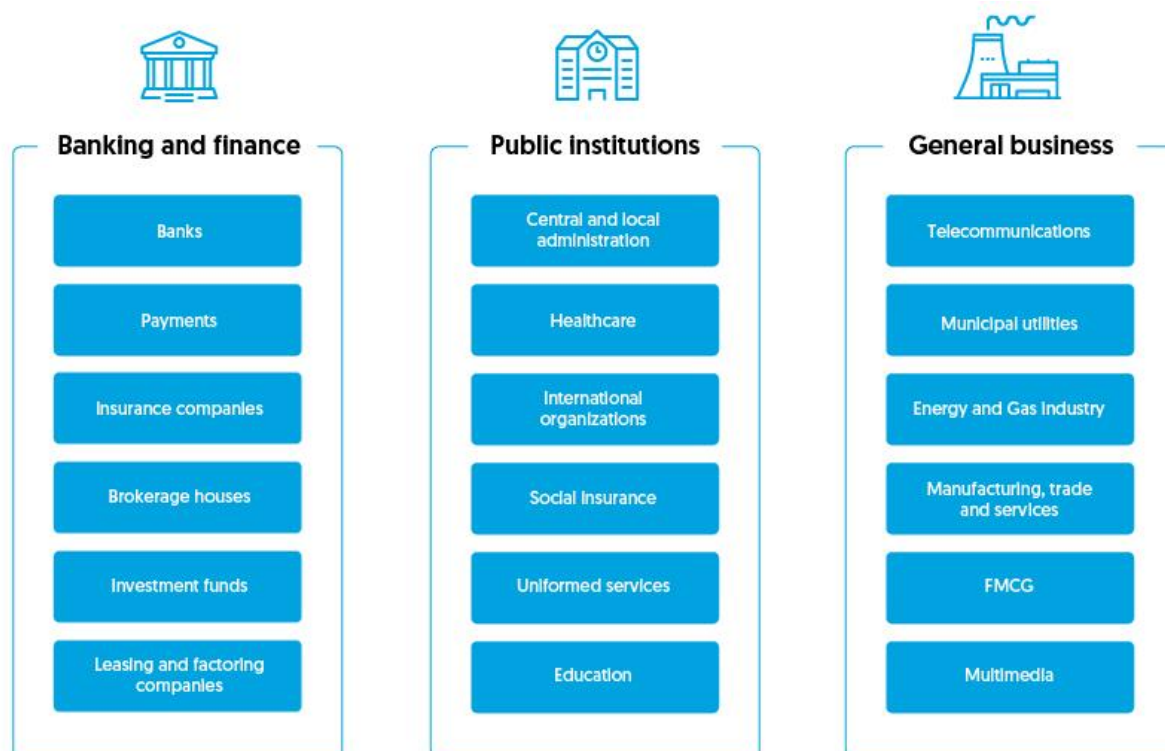 Banking and finance
Banks
Payments
Insurance companies
Brokerage houses
Investment funds
Leasing and factoring
companies
Public institutions
Central and local
administration
Healthcare
International
organizations
Social insurance
Uniformed services
Education
General business
Telecommunications
Municipal utilities
Energy and Gas industry
Manufacturing, trade
and services
FMCG
Multimedia